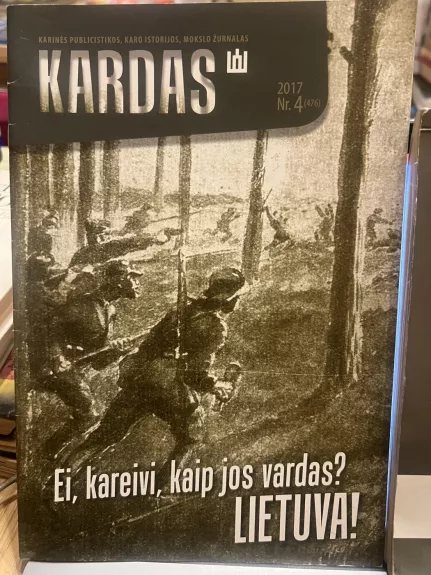 KARINĖS PUBLICISTIKOS, KARO ISTORIJOS, MOKSLO ŽURNALAS
KARDAS
2017
Nr. 4 (476)
Ei, kareivi, kaip jos vardas?
LIETUVA!